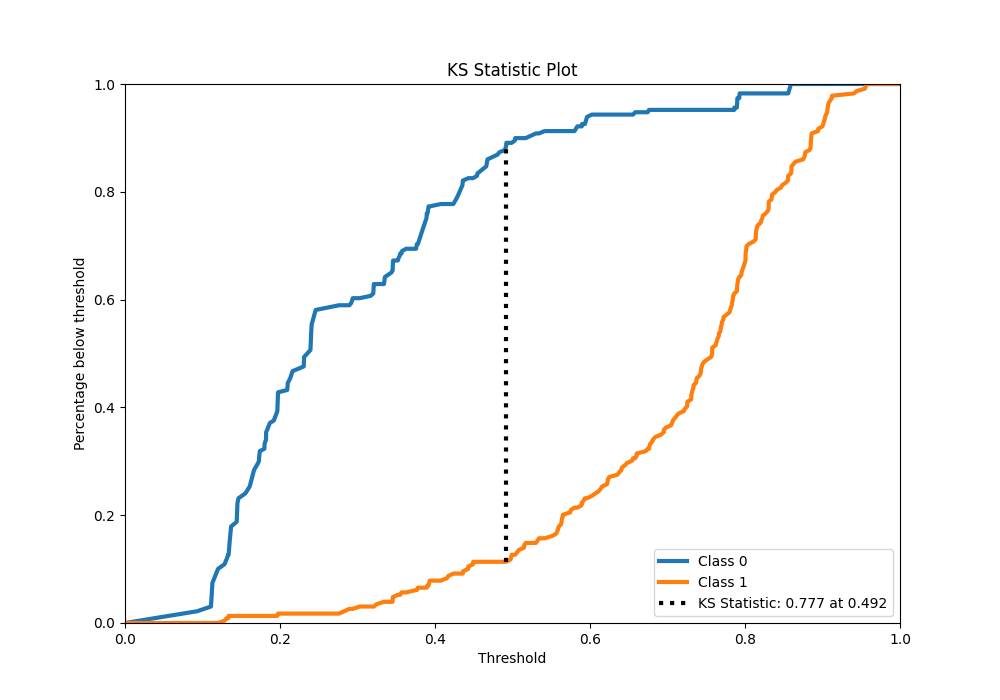 KS Statistic Plot
Percentage below threshold
1.0
0.8
0.6
0.4
0.2
0.0
0.0 0.2 0.4 0.6 0.8 1.0
Threshold
Class 0
Class 1
KS Statistic: 0.777 at 0.492